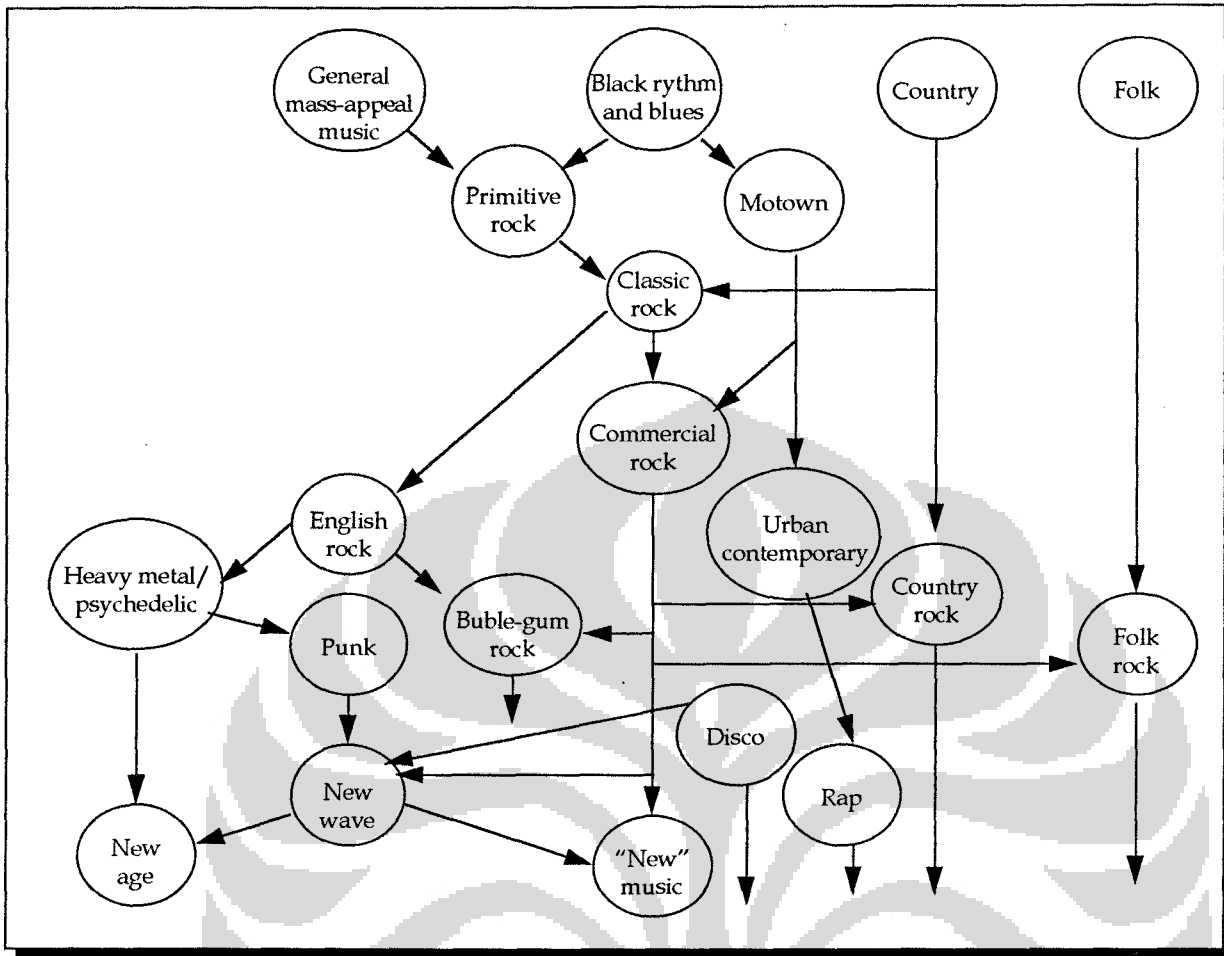 General
mass-appeal
music
Black rythm
and blues
Country
Folk
Primitive
rock
Motown
Classic
rock
Commercial
rock
English
rock
Urban
contemporary
Heavy metal/
psychedelic
Country
rock
Buble-gum
rock
Punk
Folk
rock
Disco
New
wave
Rap
New
age
“New”
music